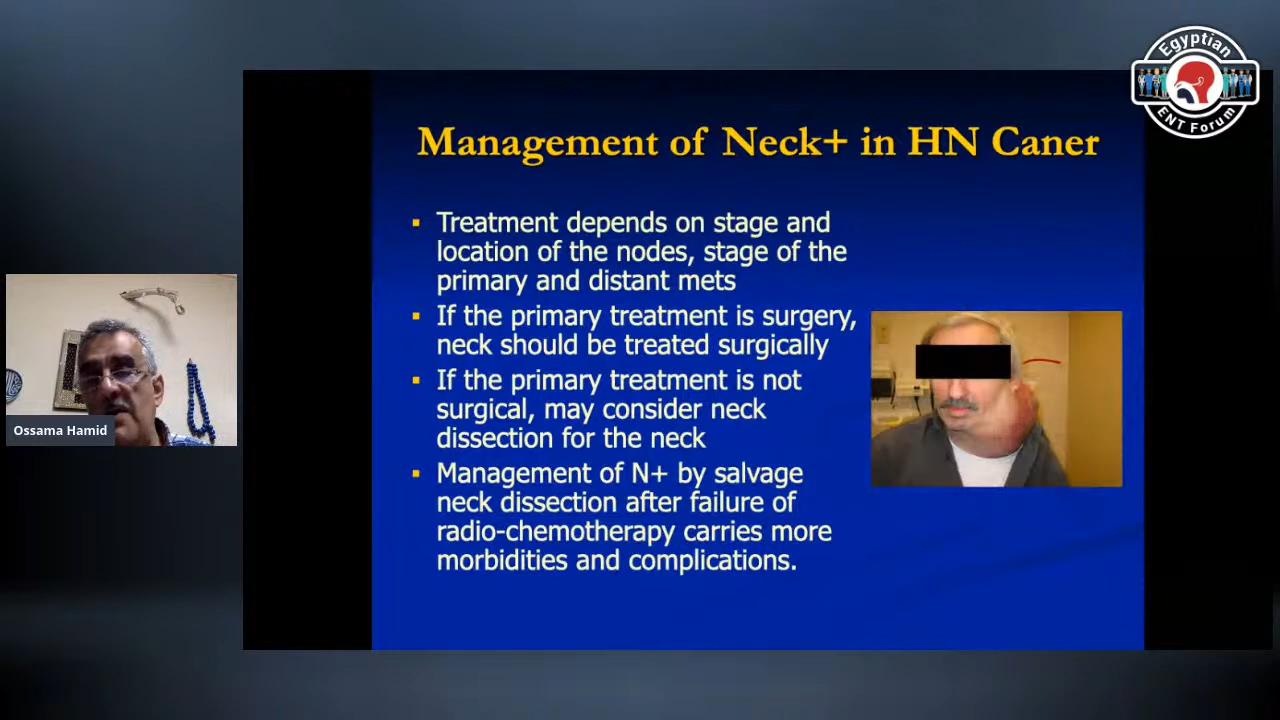 Egyptian
ENT Forum
Management of Neck+ in HN Caner
Treatment depends on stage and
location of the nodes, stage of the
primary and distant mets
If the primary treatment is surgery,
neck should be treated surgically
If the primary treatment is not
surgical, may consider neck
dissection for the neck
Management of N+ by salvage
neck dissection after failure of
radio-chemotherapy carries more
morbidities and complications.
Ossama Hamid